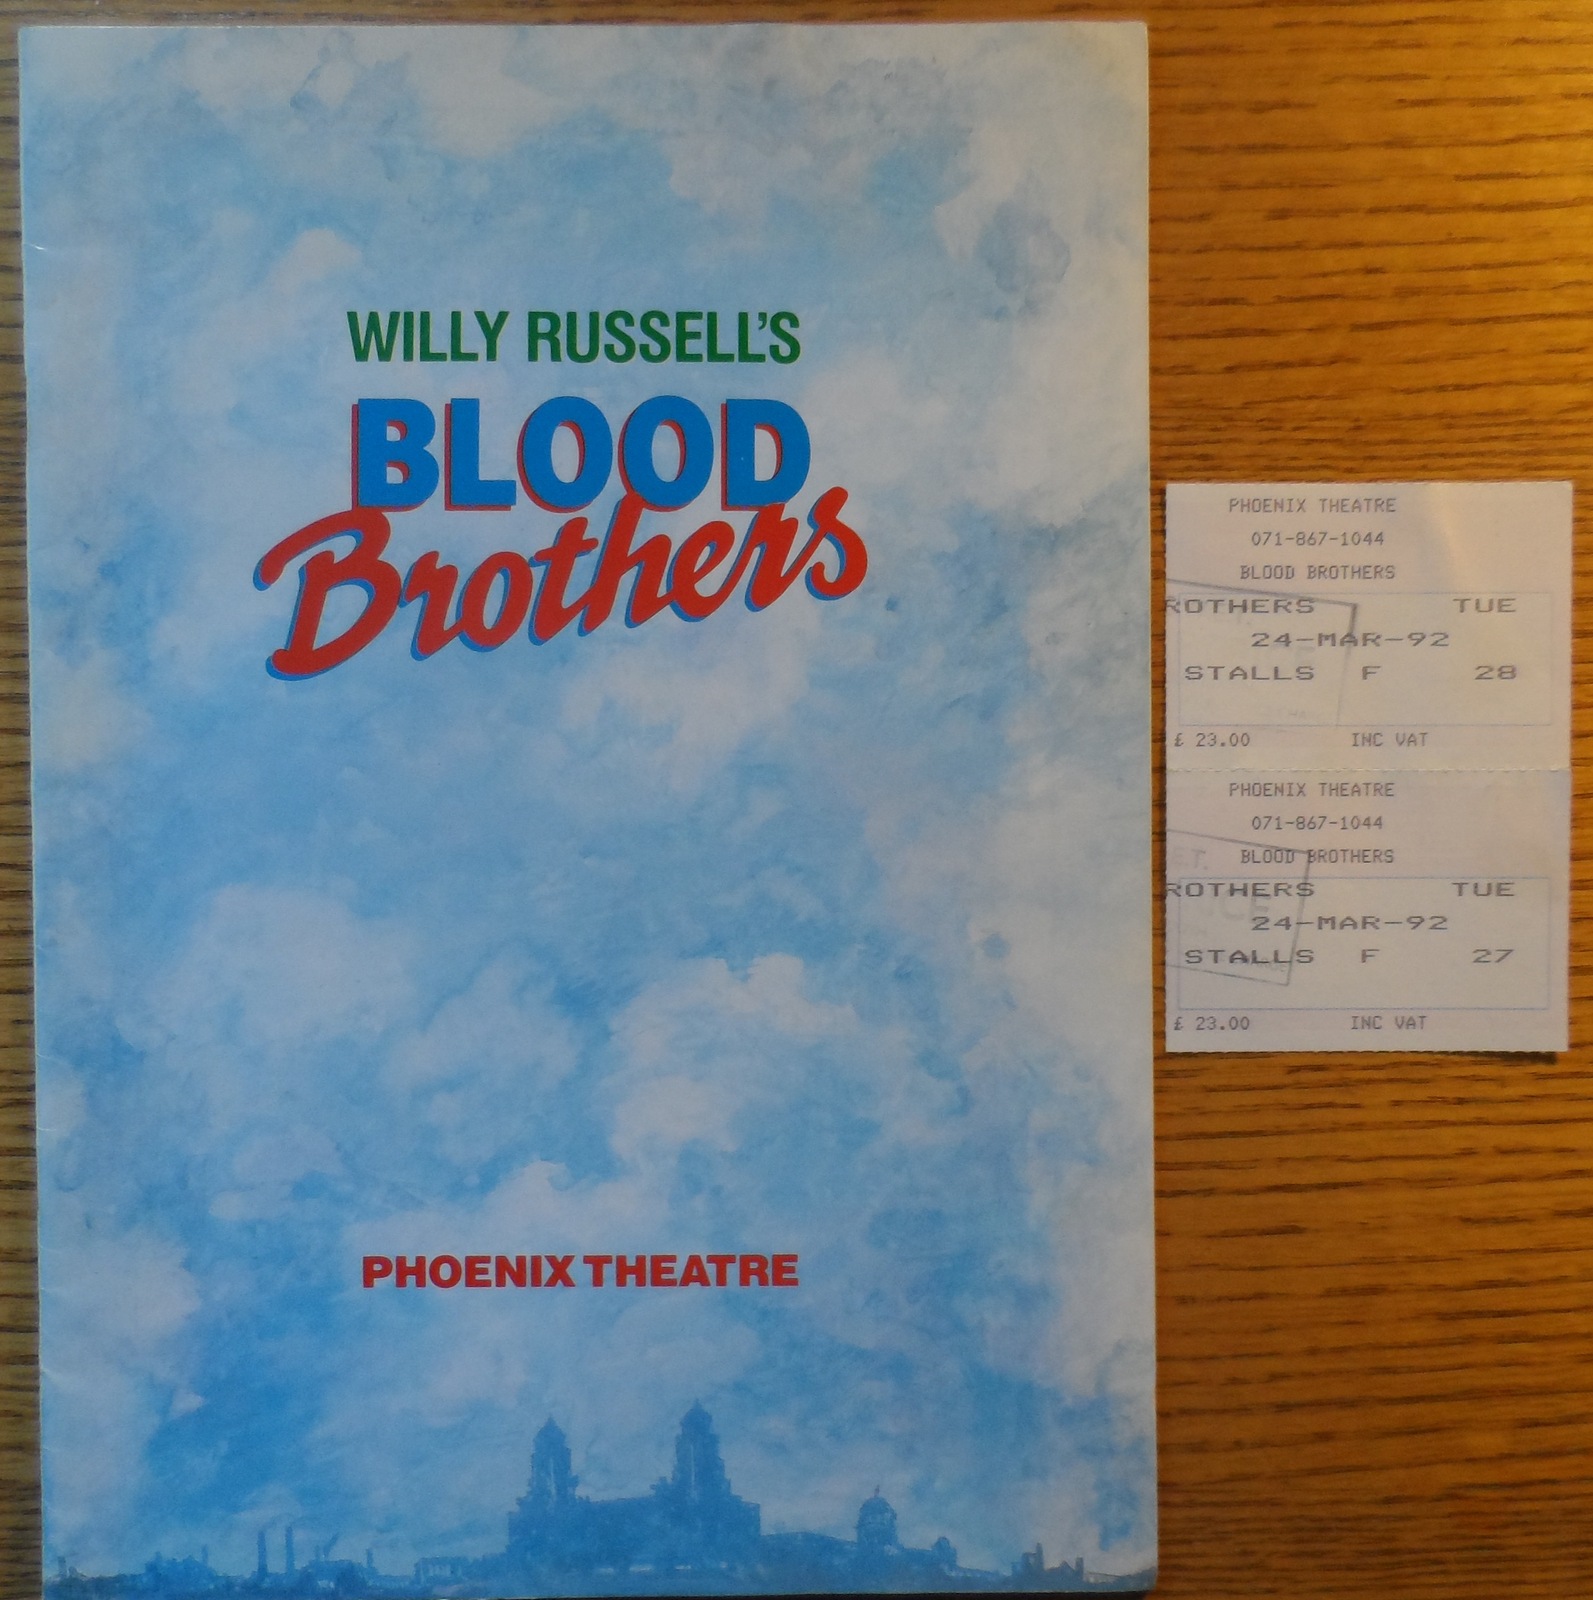 WILLY RUSSELL'S
BLOOD
Brothers
PHOENIX THEATRE
PHOENIX THEATRE
071-867-1044
BLOOD BROTHERS
ROTHERS TUE
24-MAR-92
STALLS F 28
£ 23.00 INC VAT
PHOENIX THEATRE
071-867-1044
BLOOD BROTHERS
ROTHERS TUE
24-MAR-92
STALLS F 27
£ 23.00 INC VAT